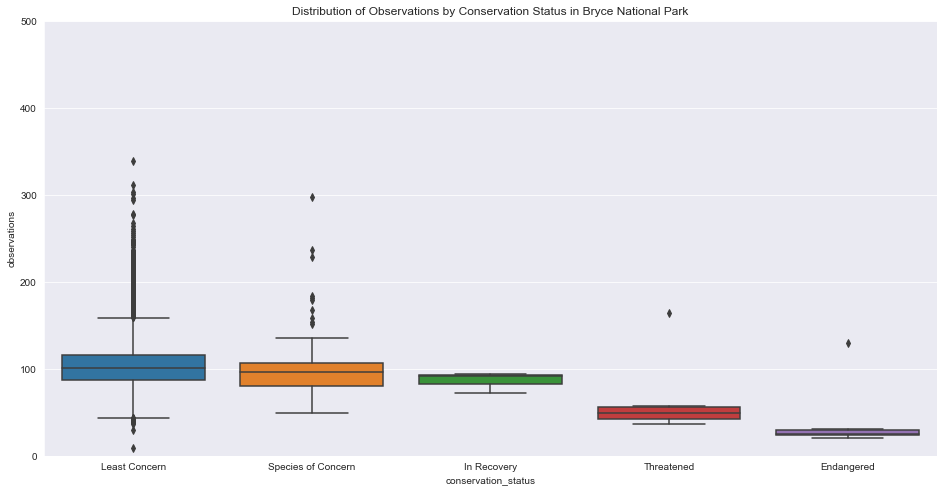 Distribution of Observations by Conservation Status in Bryce National Park
500
400
300
200
100
0
observations
Least Concern
Species of Concern
In Recovery
Threatened
Endangered
conservation_status